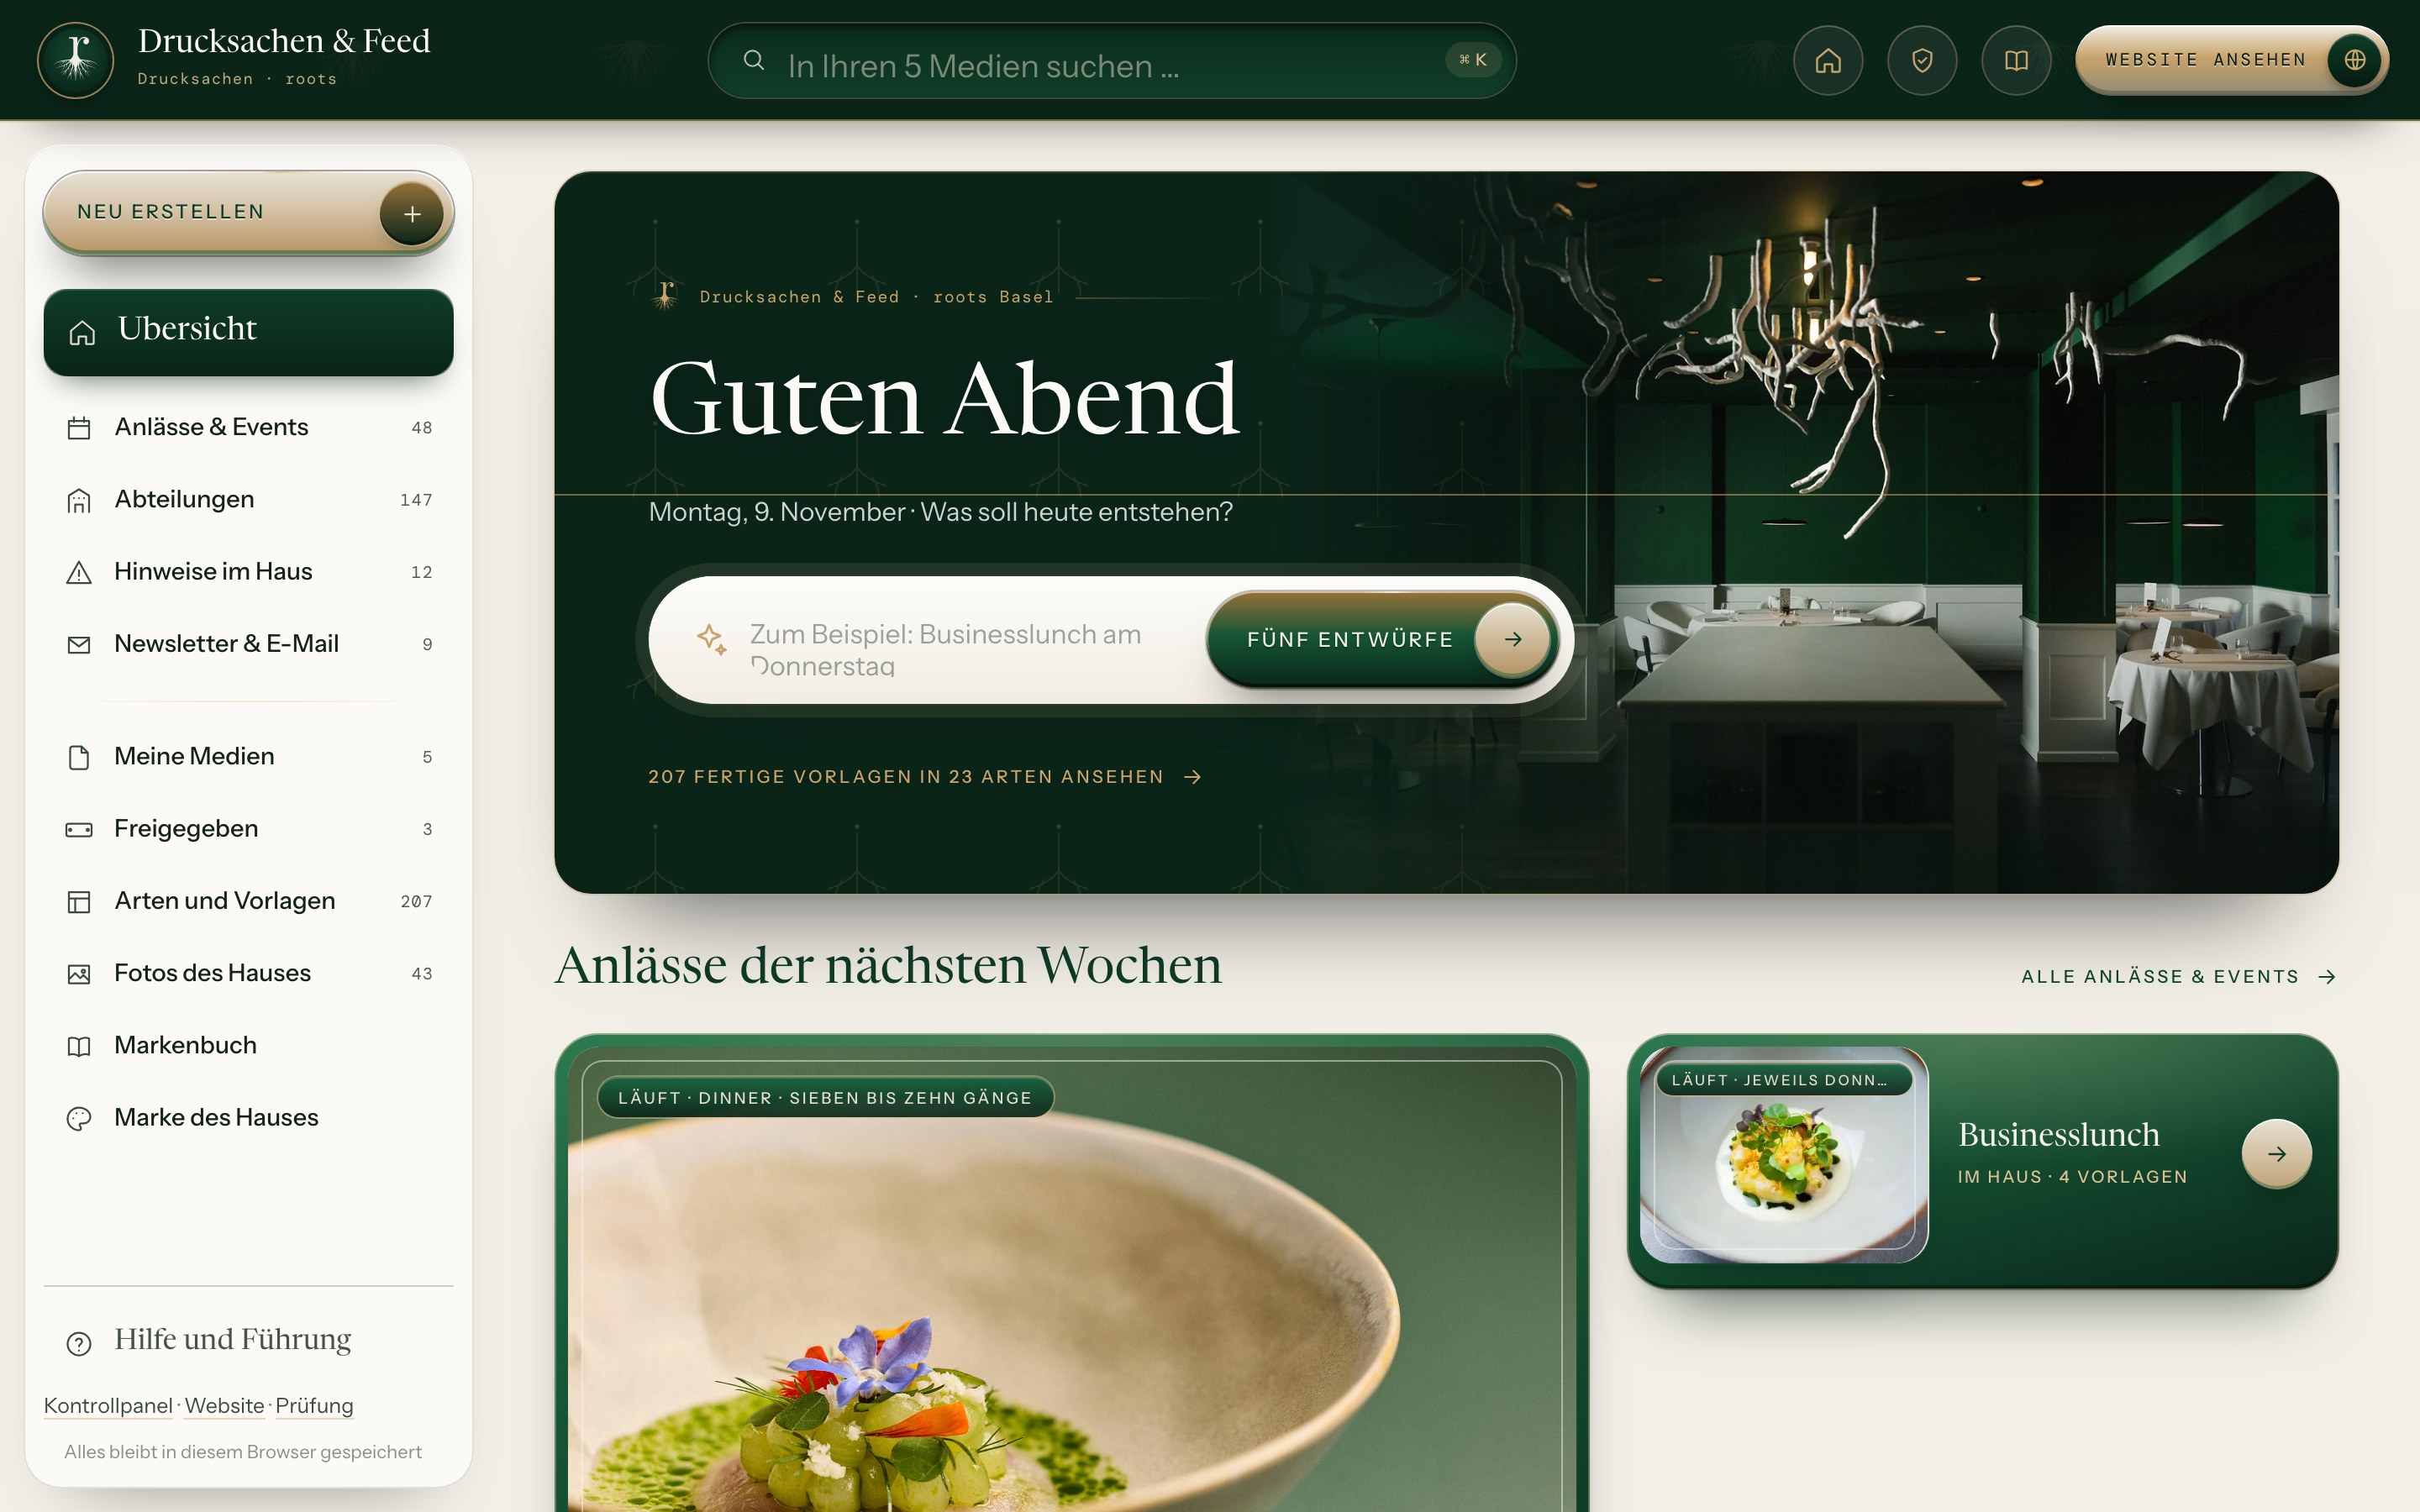 Drucksachen & Feed
Drucksachen · roots
In Ihren 5 Medien suchen ...
⌘ K
WEBSITE ANSEHEN
NEU ERSTELLEN
Ubersicht
Anlässe & Events 48
Abteilungen 147
Hinweise im Haus 12
Newsletter & E-Mail 9
Meine Medien 5
Freigegeben 3
Arten und Vorlagen 207
Fotos des Hauses 43
Markenbuch
Marke des Hauses
Hilfe und Führung
Kontrollpanel · Website · Prüfung
Alles bleibt in diesem Browser gespeichert
r Drucksachen & Feed · roots Basel
Guten Abend
Montag, 9. November · Was soll heute entstehen?
Zum Beispiel: Businesslunch am
Donnerstag
FÜNF ENTWÜRFE
207 FERTIGE VORLAGEN IN 23 ARTEN ANSEHEN
Anlässe der nächsten Wochen
ALLE ANLÄSSE & EVENTS
LÄUFT · DINNER · SIEBEN BIS ZEHN GÄNGE
LÄUFT · JEWEILS DONN…
Businesslunch
IM HAUS · 4 VORLAGEN